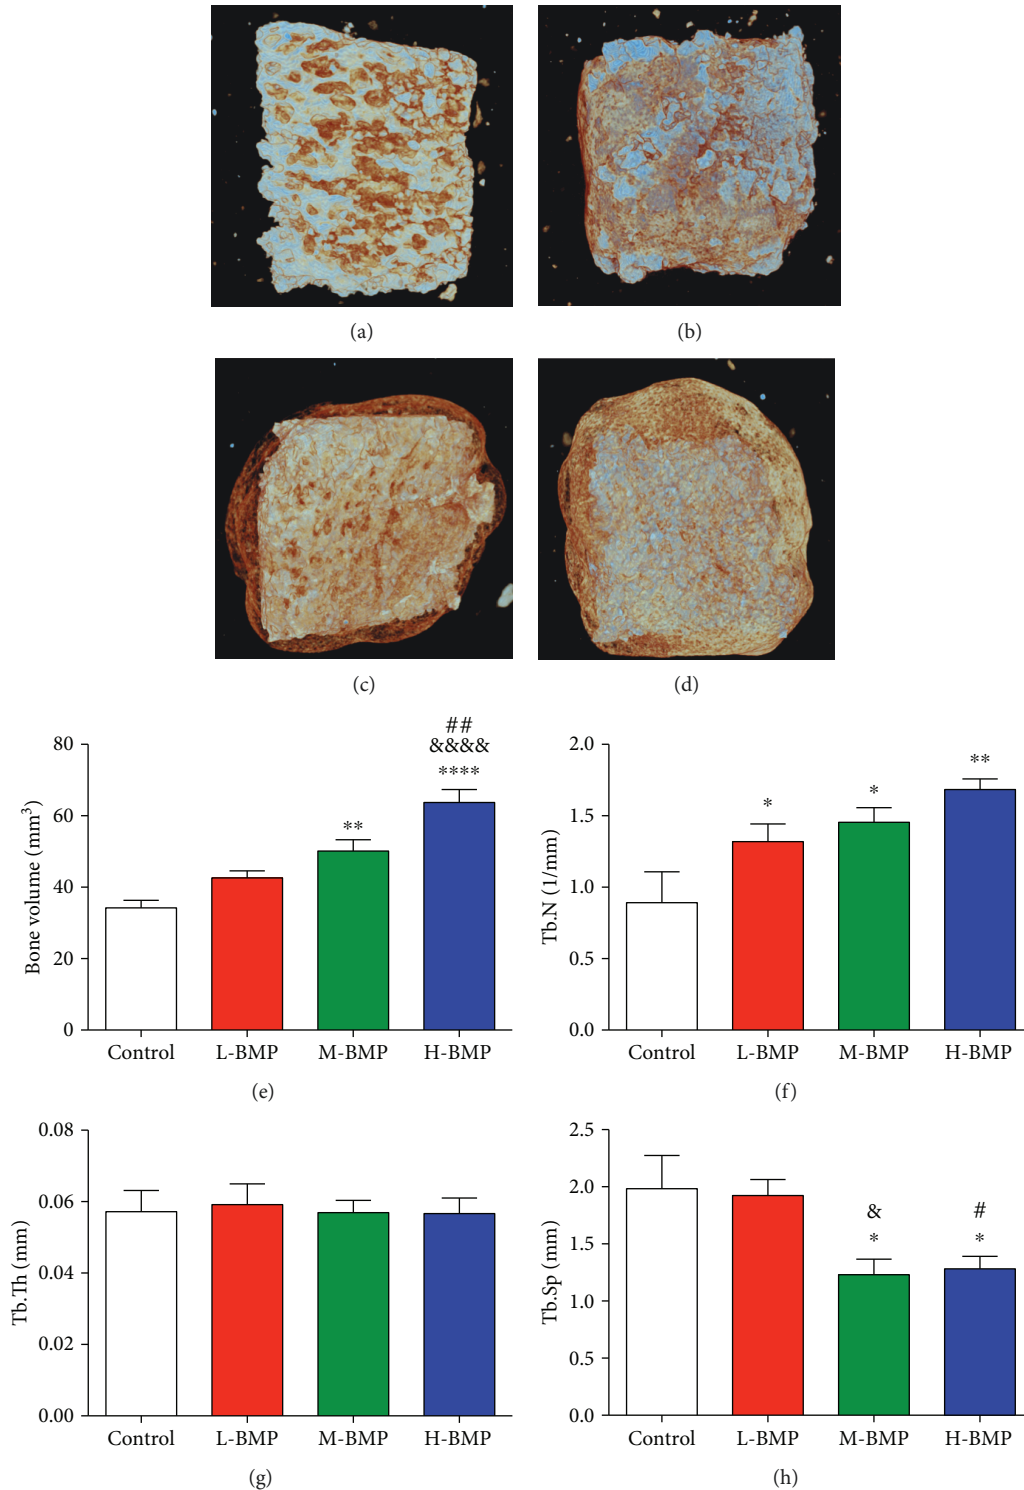 (a)
(b)
(c)
(d)
Bone volume (mm³)
80
60
40
20
0
##
&&&&
****
**
Control
L-BMP
M-BMP
H-BMP
(e)
Tb.N (1/mm)
2.0
1.5
1.0
0.5
0.0
*
*
**
Control
L-BMP
M-BMP
H-BMP
(f)
Tb.Th (mm)
0.08
0.06
0.04
0.02
0.00
Control
L-BMP
M-BMP
H-BMP
(g)
Tb.Sp (mm)
2.5
2.0
1.5
1.0
0.5
0.0
&
*
#
*
Control
L-BMP
M-BMP
H-BMP
(h)